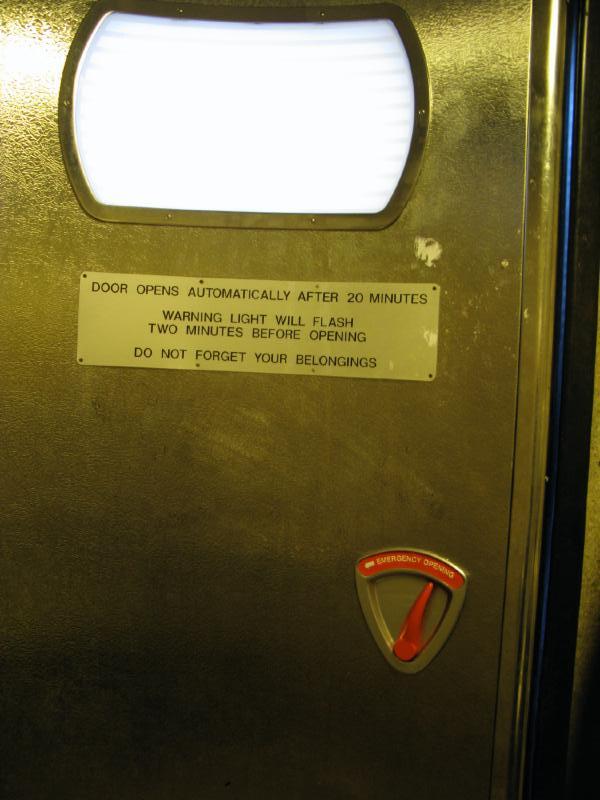 DOOR OPENS AUTOMATICALLY AFTER 20 MINUTES
WARNING LIGHT WILL FLASH
TWO MINUTES BEFORE OPENING
DO NOT FORGET YOUR BELONGINGS
EMERGENCY OPENING